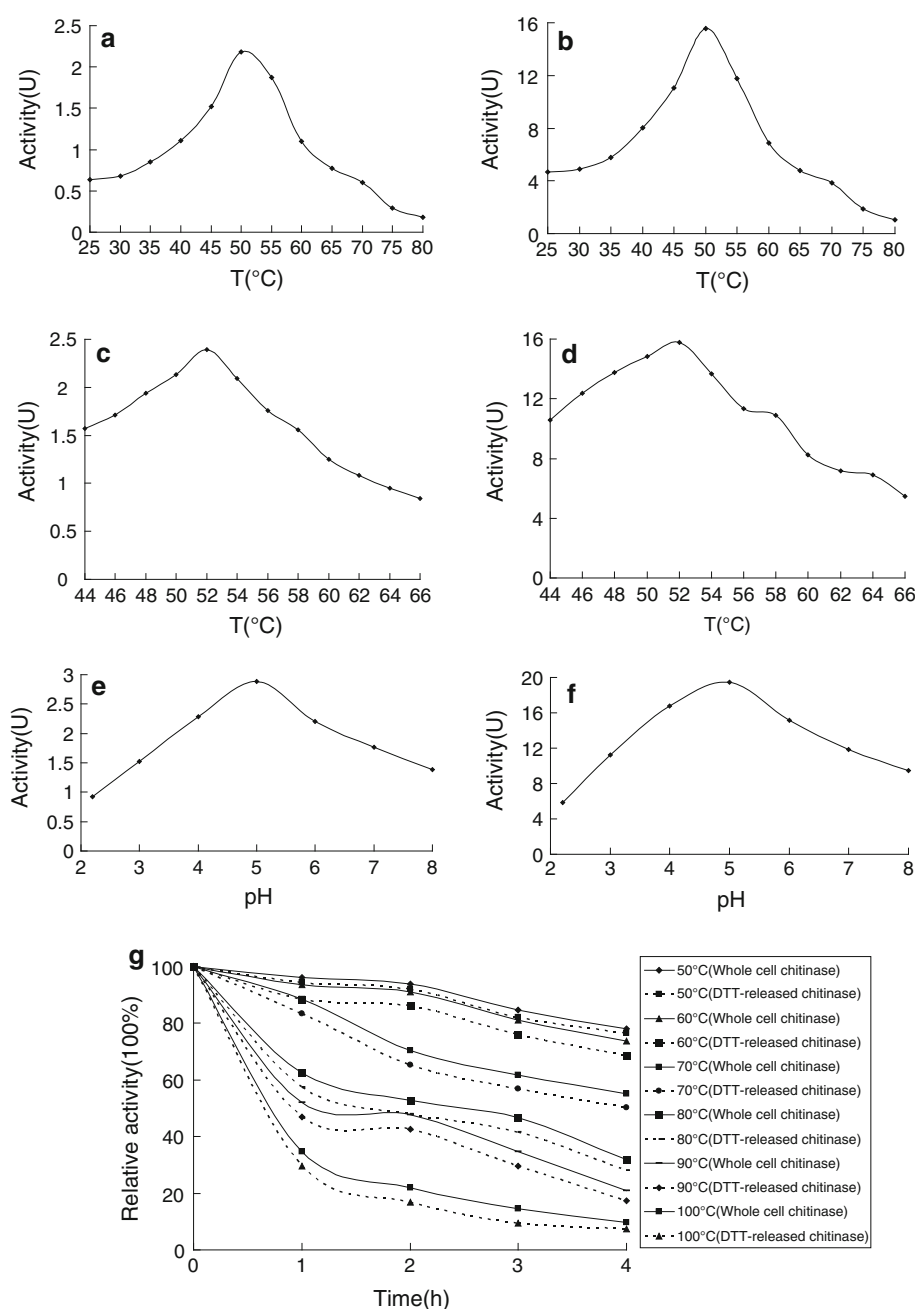 a
2.5
2
1.5
1
0.5
0
Activity(U)
25 30 35 40 45 50 55 60 65 70 75 80
T(°C)
b
16
12
8
4
0
Activity(U)
25 30 35 40 45 50 55 60 65 70 75 80
T(°C)
c
2.5
2
1.5
1
0.5
0
Activity(U)
44 46 48 50 52 54 56 58 60 62 64 66
T(°C)
d
16
12
8
4
0
Activity(U)
44 46 48 50 52 54 56 58 60 62 64 66
T(°C)
e
3
2.5
2
1.5
1
0.5
0
Activity(U)
2 3 4 5 6 7 8
pH
f
20
16
12
8
4
0
Activity(U)
2 3 4 5 6 7 8
pH
g
100
80
60
40
20
0
Relative activity(100%)
0 1 2 3 4
Time(h)
50°C(Whole cell chitinase)
50°C(DTT-released chitinase)
60°C(Whole cell chitinase)
60°C(DTT-released chitinase)
70°C(Whole cell chitinase)
70°C(DTT-released chitinase)
80°C(Whole cell chitinase)
80°C(DTT-released chitinase)
90°C(Whole cell chitinase)
90°C(DTT-released chitinase)
100°C(Whole cell chitinase)
100°C(DTT-released chitinase)